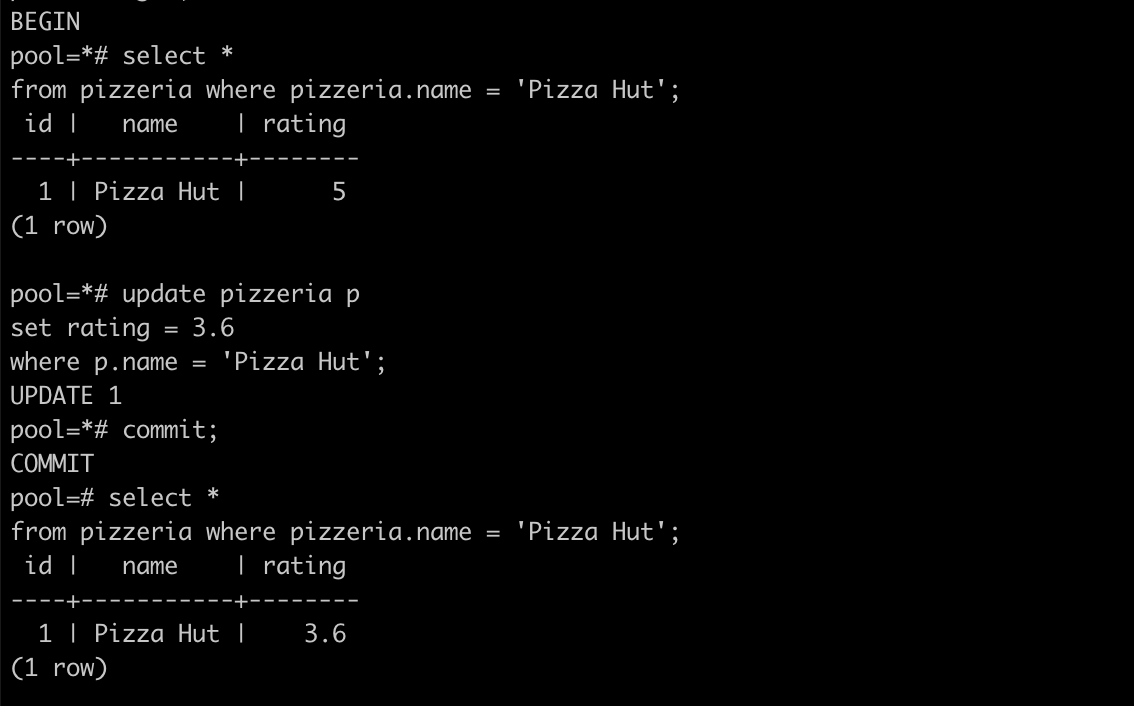 BEGIN
pool=*# select *
from pizzeria where pizzeria.name = 'Pizza Hut';
 id |   name    | rating
----+-----------+--------
  1 | Pizza Hut |      5
(1 row)

pool=*# update pizzeria p
set rating = 3.6
where p.name = 'Pizza Hut';
UPDATE 1
pool=*# commit;
COMMIT
pool=# select *
from pizzeria where pizzeria.name = 'Pizza Hut';
 id |   name    | rating
----+-----------+--------
  1 | Pizza Hut |    3.6
(1 row)